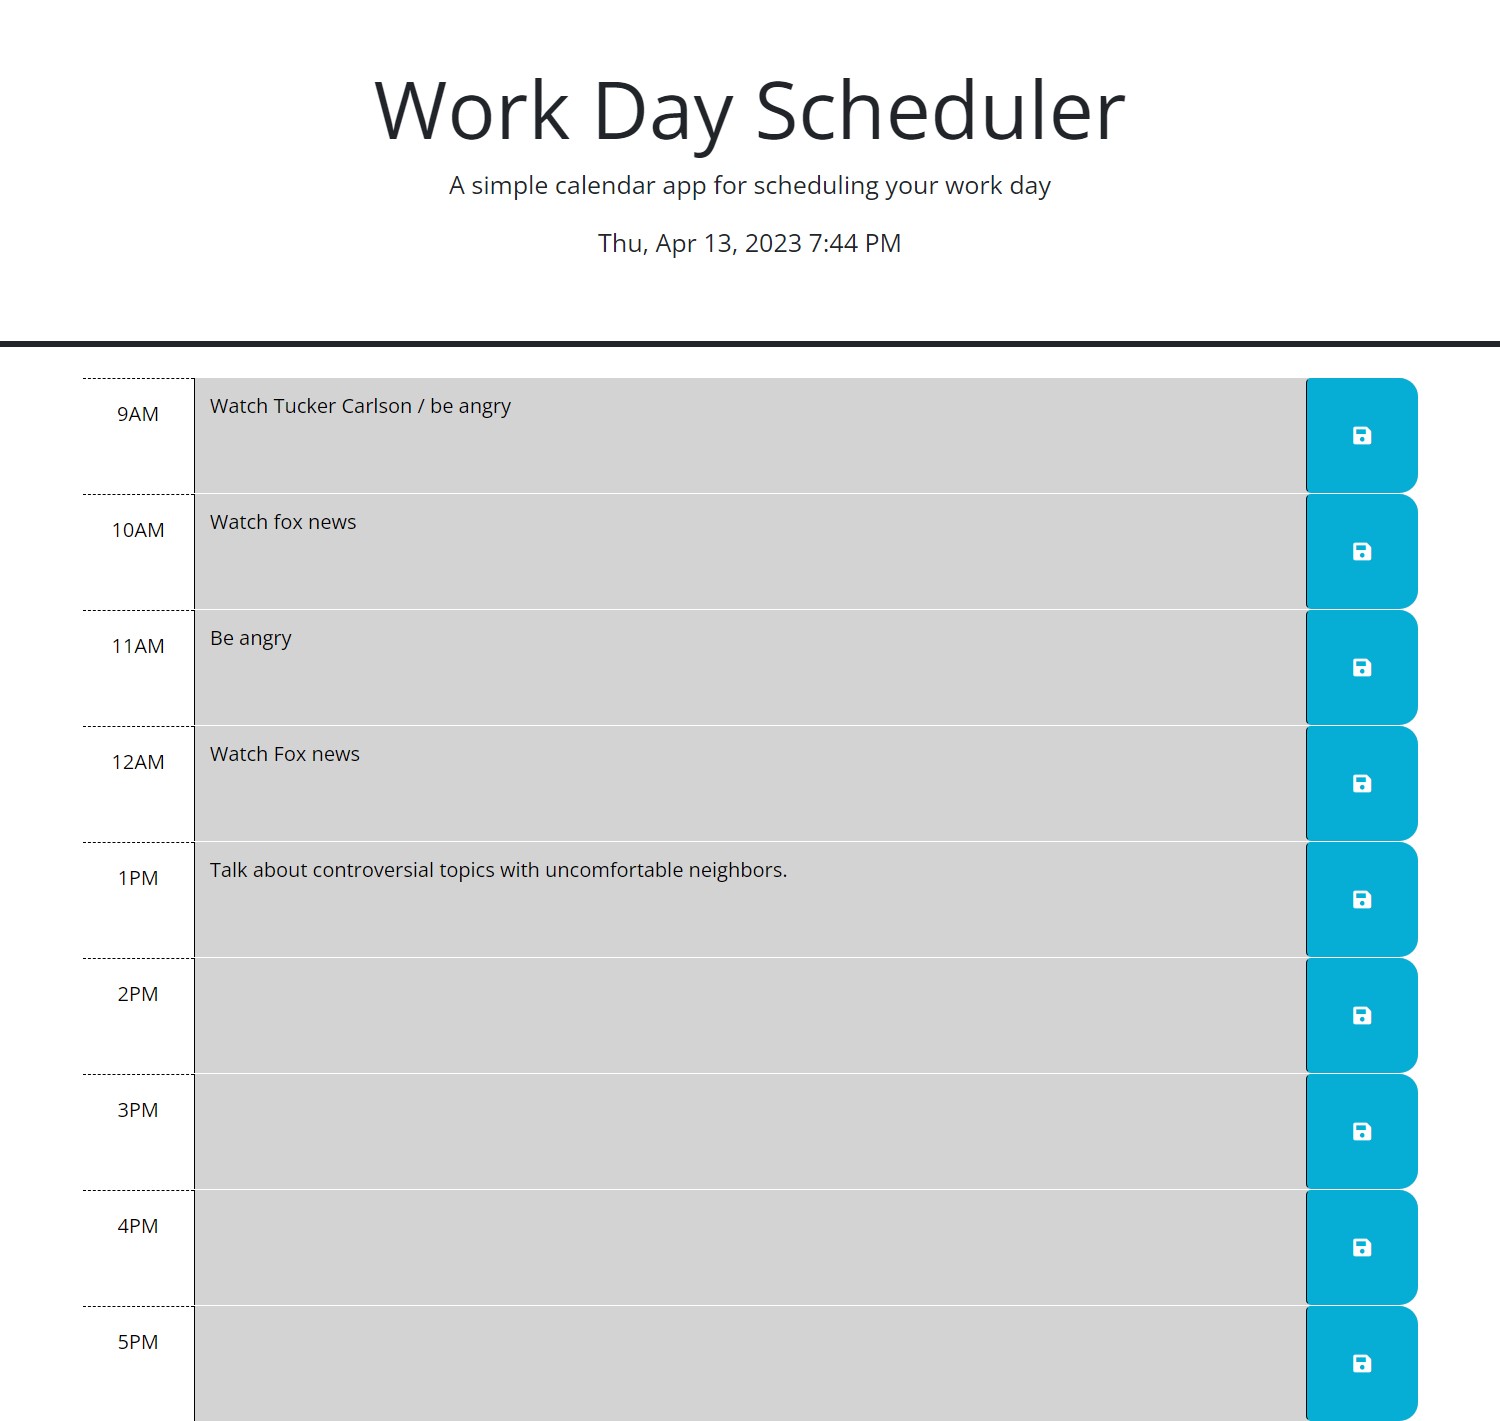 Work Day Scheduler
A simple calendar app for scheduling your work day
Thu, Apr 13, 2023 7:44 PM
9AM
Watch Tucker Carlson / be angry
10AM
Watch fox news
11AM
Be angry
12AM
Watch Fox news
1PM
Talk about controversial topics with uncomfortable neighbors.
2PM
3PM
4PM
5PM